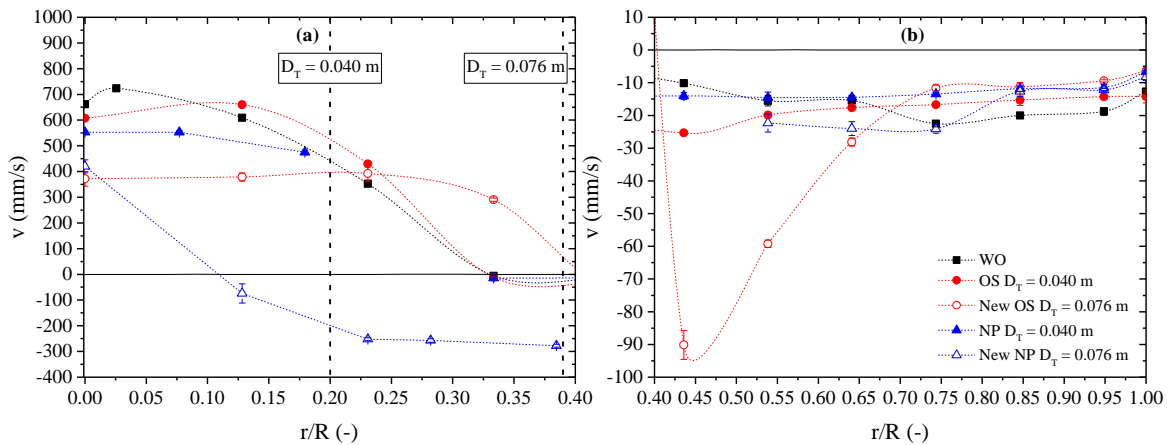 (a)
D_T = 0.040 m
D_T = 0.076 m
1000
900
800
700
600
500
400
300
200
100
0
-100
-200
-300
-400
v (mm/s)
0.00 0.05 0.10 0.15 0.20 0.25 0.30 0.35 0.40
r/R (-)
(b)
10
0
-10
-20
-30
-40
-50
-60
-70
-80
-90
-100
v (mm/s)
WO
OS D_T = 0.040 m
New OS D_T = 0.076 m
NP D_T = 0.040 m
New NP D_T = 0.076 m
0.40 0.45 0.50 0.55 0.60 0.65 0.70 0.75 0.80 0.85 0.90 0.95 1.00
r/R (-)